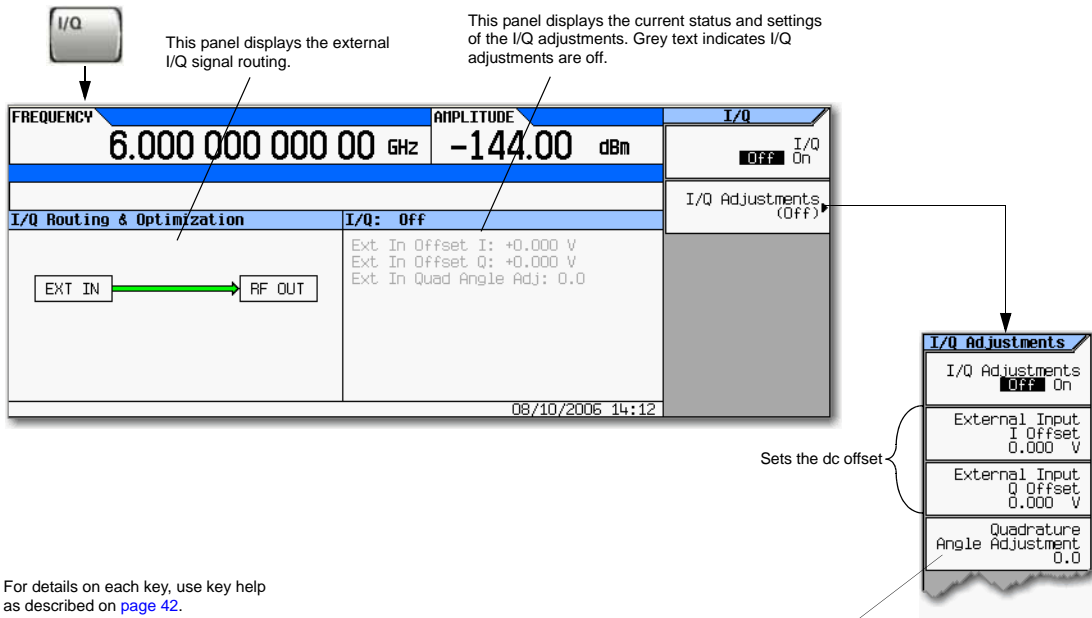 I/Q
This panel displays the external
I/Q signal routing.
This panel displays the current status and settings
of the I/Q adjustments. Grey text indicates I/Q
adjustments are off.
FREQUENCY
6.000 000 000 00 GHz
AMPLITUDE
-144.00 dBm
I/Q
I/Q
Off On
I/Q Adjustments
(Off)
I/Q Routing & Optimization
EXT IN
RF OUT
I/Q: Off
Ext In Offset I: +0.000 V
Ext In Offset Q: +0.000 V
Ext In Quad Angle Adj: 0.0
08/10/2006 14:12
I/Q Adjustments
I/Q Adjustments
Off On
External Input
I Offset
0.000 V
External Input
Q Offset
0.000 V
Quadrature
Angle Adjustment
0.0
Sets the dc offset
For details on each key, use key help
as described on page 42.